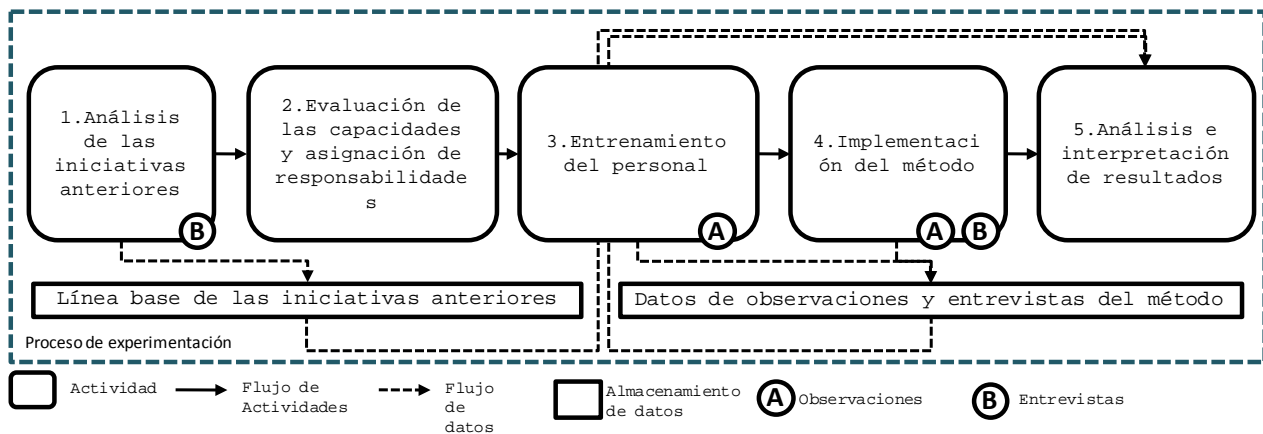 1.Análisis
de las
iniciativas
anteriores
B
2.Evaluación de
las capacidades
y asignación de
responsabilidade
s
3.Entrenamiento
del personal
A
4.Implementaci
ón del método
A B
5.Análisis e
interpretación
de resultados
Línea base de las iniciativas anteriores
Datos de observaciones y entrevistas del método
Proceso de experimentación
Actividad
Flujo de
Actividades
Flujo
de
datos
Almacenamiento
de datos
A Observaciones
B Entrevistas